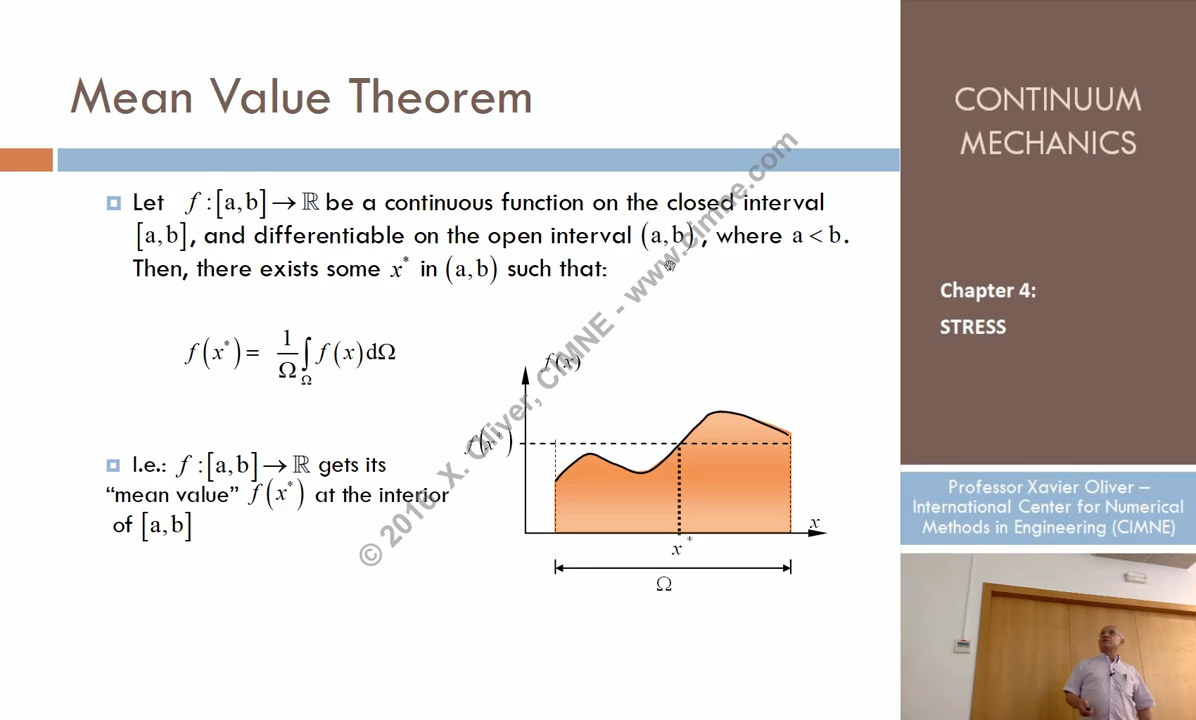 Mean Value Theorem
Let f : [a,b] → ℝ be a continuous function on the closed interval
[a,b], and differentiable on the open interval (a,b), where a < b.
Then, there exists some x* in (a,b) such that:
f(x*) = 1/Ω ∫_Ω f(x)dΩ
I.e.: f : [a,b] → ℝ gets its
"mean value" f(x*) at the interior
of [a,b]
f(x)
f(x*)
x
x*
Ω
© 2016 X. Oliver, CIMNE - www.cimne.com
CONTINUUM
MECHANICS
Chapter 4:
STRESS
Professor Xavier Oliver –
International Center for Numerical
Methods in Engineering (CIMNE)